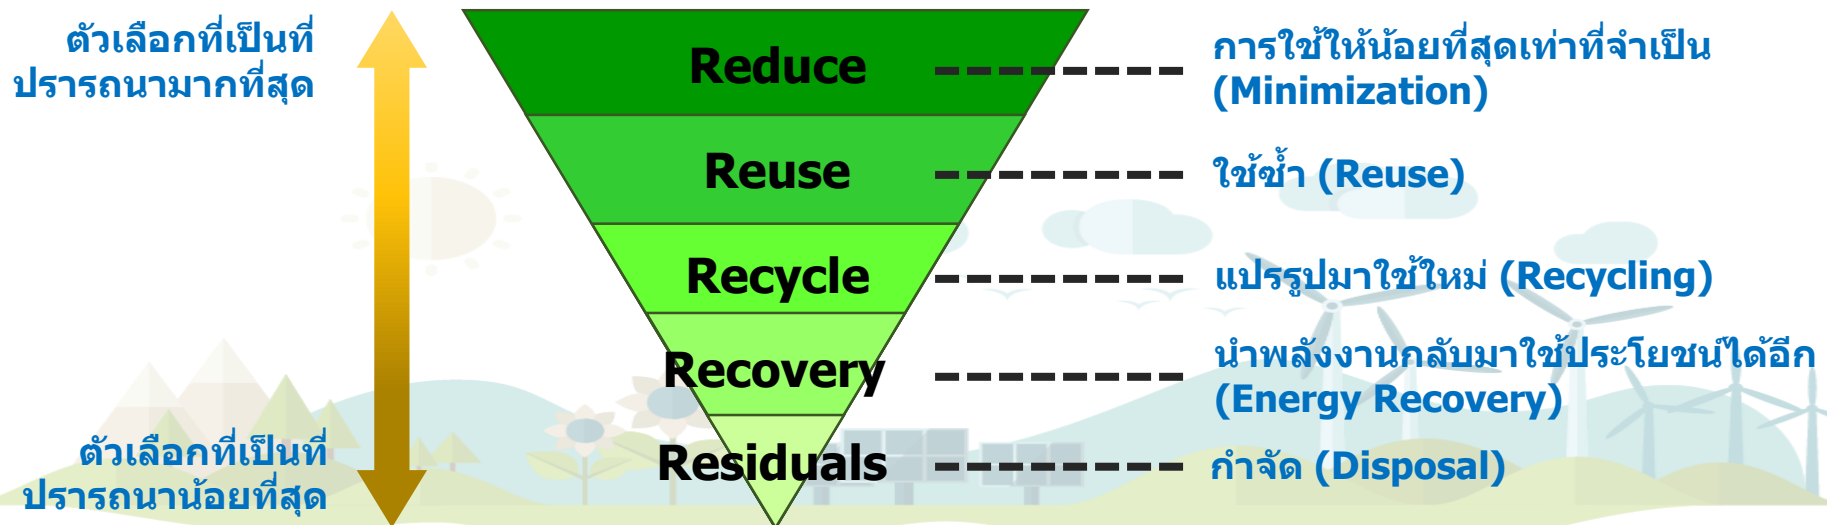 ตัวเลือกที่เป็นที่
ปรารถนามากที่สุด
Reduce
การใช้ให้น้อยที่สุดเท่าที่จำเป็น
(Minimization)
Reuse
ใช้ซ้ำ (Reuse)
Recycle
แปรรูปมาใช้ใหม่ (Recycling)
Recovery
นำพลังงานกลับมาใช้ประโยชน์ได้อีก
(Energy Recovery)
ตัวเลือกที่เป็นที่
ปรารถนาน้อยที่สุด
Residuals
กำจัด (Disposal)